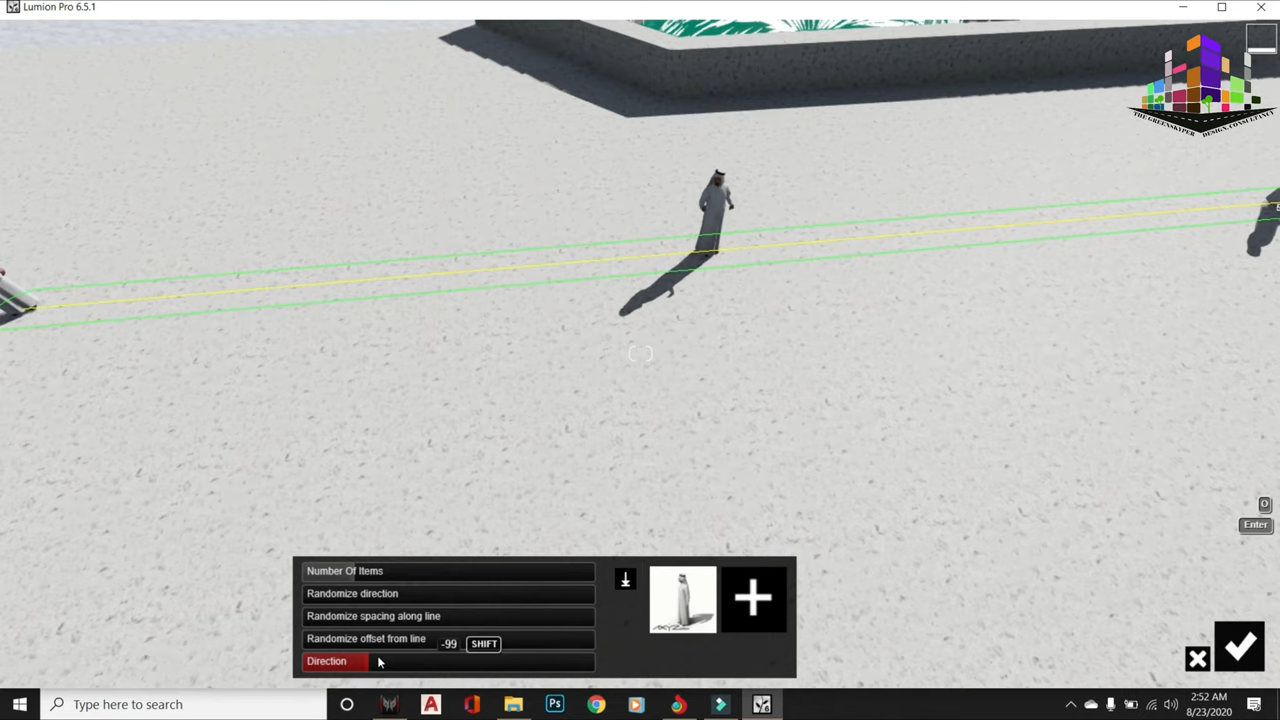 Lumion Pro 6.5.1
THE GREENSKYPER DESIGN CONSULTANCY
O
Enter
Number Of Items
Randomize direction
Randomize spacing along line
Randomize offset from line
-99 SHIFT
Direction
Type here to search
2:52 AM
8/23/2020